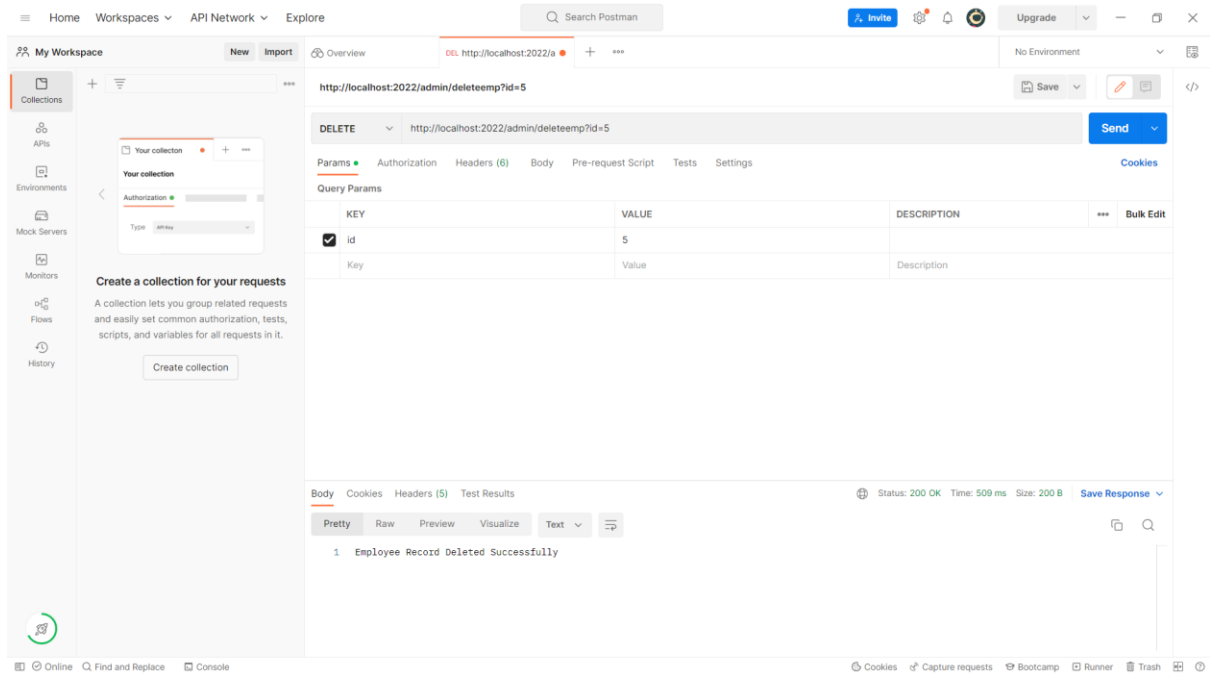 Home Workspaces API Network Explore Search Postman Invite Upgrade
My Workspace New Import Overview DEL http://localhost:2022/a No Environment
Collections
APIs
Environments
Mock Servers
Monitors
Flows
History
Your collecton
Your collection
Authorization
Type API Key
Create a collection for your requests
A collection lets you group related requests
and easily set common authorization, tests,
scripts, and variables for all requests in it.
Create collection
http://localhost:2022/admin/deleteemp?id=5 Save
DELETE http://localhost:2022/admin/deleteemp?id=5 Send
Params Authorization Headers (6) Body Pre-request Script Tests Settings Cookies
Query Params
KEY VALUE DESCRIPTION Bulk Edit
id 5
Key Value Description
Body Cookies Headers (5) Test Results Status: 200 OK Time: 509 ms Size: 200 B Save Response
Pretty Raw Preview Visualize Text
1 Employee Record Deleted Successfully
Online Find and Replace Console Cookies Capture requests Bootcamp Runner Trash